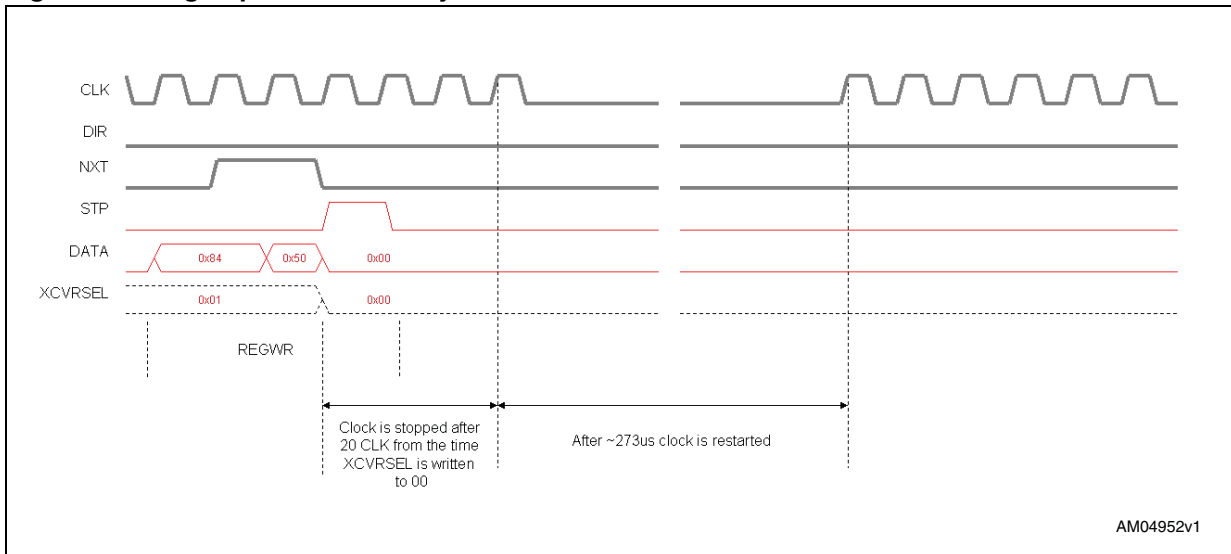 CLK
DIR
NXT
STP
DATA
0x84
0x50
0x00
XCVRSEL
0x01
0x00
REGWR
Clock is stopped after
20 CLK from the time
XCVRSEL is written
to 00
After ~273us clock is restarted
AM04952v1